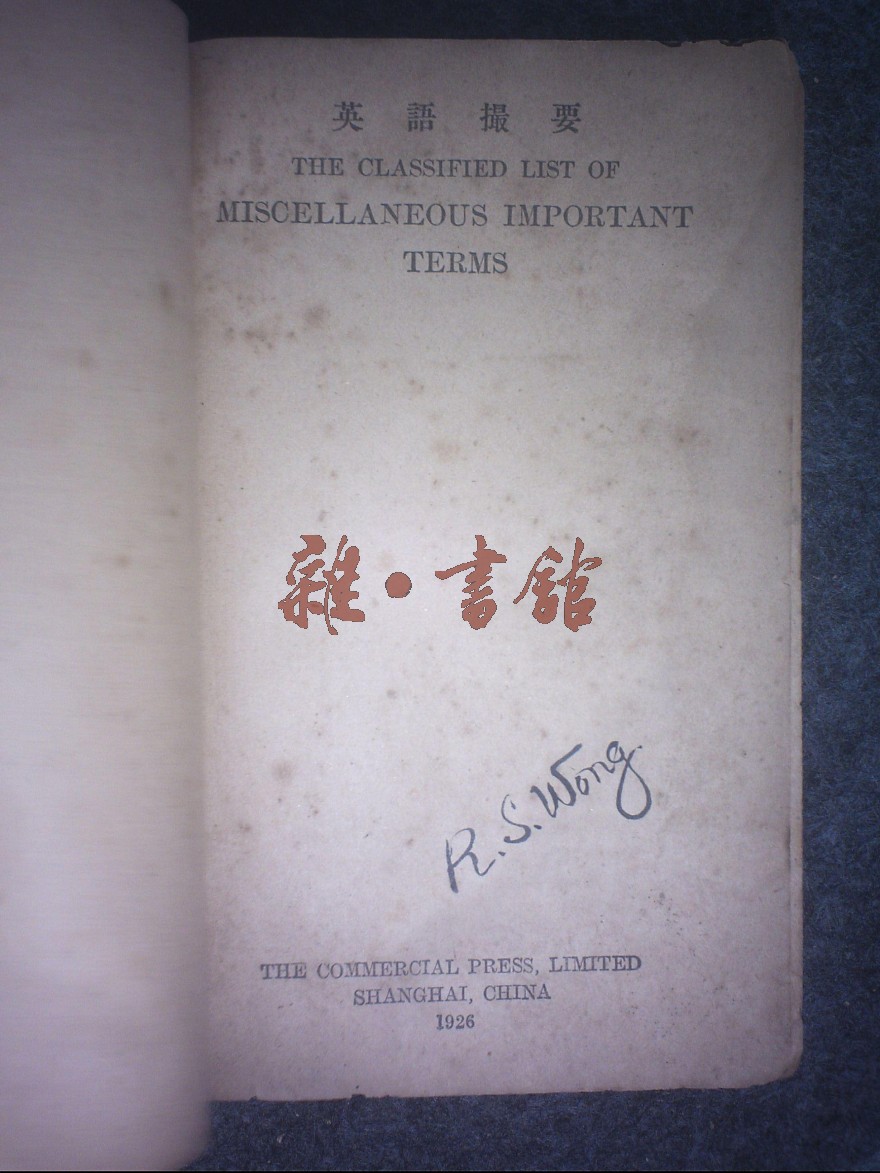 英語撮要
THE CLASSIFIED LIST OF
MISCELLANEOUS IMPORTANT
TERMS
雜·書館
R.S.Wong
THE COMMERCIAL PRESS, LIMITED
SHANGHAI, CHINA
1926